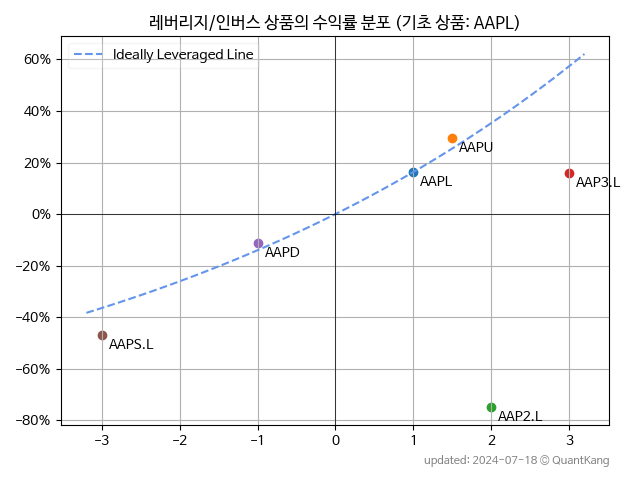 레버리지/인버스 상품의 수익률 분포 (기초 상품: AAPL)
Ideally Leveraged Line
60%
40%
20%
0%
−20%
−40%
−60%
−80%
AAPU
AAPL
AAP3.L
AAPD
AAPS.L
AAP2.L
−3 −2 −1 0 1 2 3
updated: 2024-07-18 © QuantKang